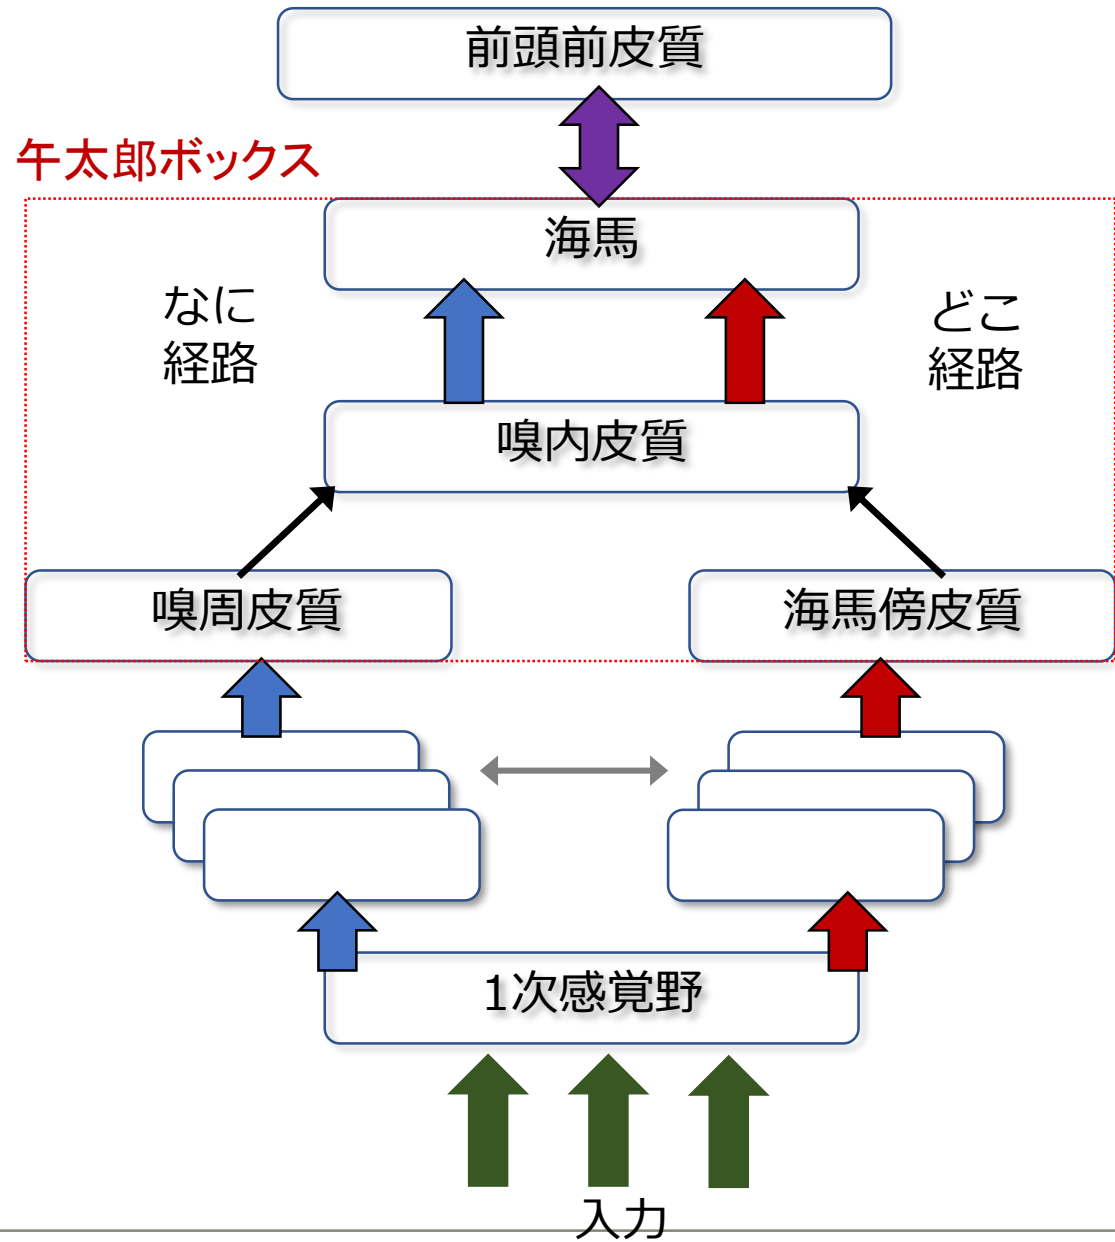 前頭前皮質
午太郎ボックス
海馬
なに
経路
どこ
経路
嗅内皮質
嗅周皮質
海馬傍皮質
1次感覚野
入力